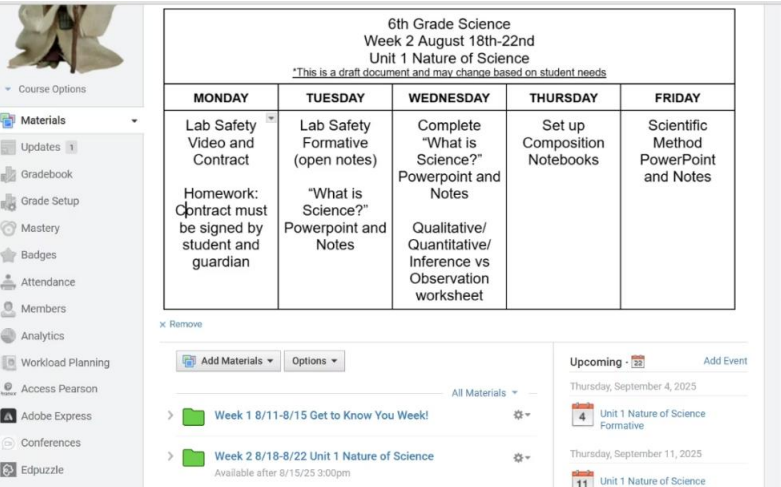 6th Grade Science
Week 2 August 18th-22nd
Unit 1 Nature of Science
*This is a draft document and may change based on student needs
MONDAY
TUESDAY
WEDNESDAY
THURSDAY
FRIDAY
Lab Safety
Video and
Contract
Homework:
Contract must
be signed by
student and
guardian
Lab Safety
Formative
(open notes)
“What is
Science?”
Powerpoint and
Notes
Complete
“What is
Science?”
Powerpoint and
Notes
Qualitative/
Quantitative/
Inference vs
Observation
worksheet
Set up
Composition
Notebooks
Scientific
Method
PowerPoint
and Notes
× Remove
Course Options
Materials
Updates 1
Gradebook
Grade Setup
Mastery
Badges
Attendance
Members
Analytics
Workload Planning
Access Pearson
Adobe Express
Conferences
Edpuzzle
Add Materials
Options
All Materials
Week 1 8/11-8/15 Get to Know You Week!
Week 2 8/18-8/22 Unit 1 Nature of Science
Available after 8/15/25 3:00pm
Upcoming · 22
Add Event
Thursday, September 4, 2025
4
Unit 1 Nature of Science
Formative
Thursday, September 11, 2025
11
Unit 1 Nature of Science